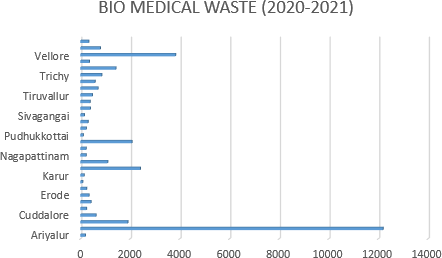 BIO MEDICAL WASTE (2020-2021)
Vellore
Trichy
Tiruvallur
Sivagangai
Pudhukkottai
Nagapattinam
Karur
Erode
Cuddalore
Ariyalur
0 2000 4000 6000 8000 10000 12000 14000